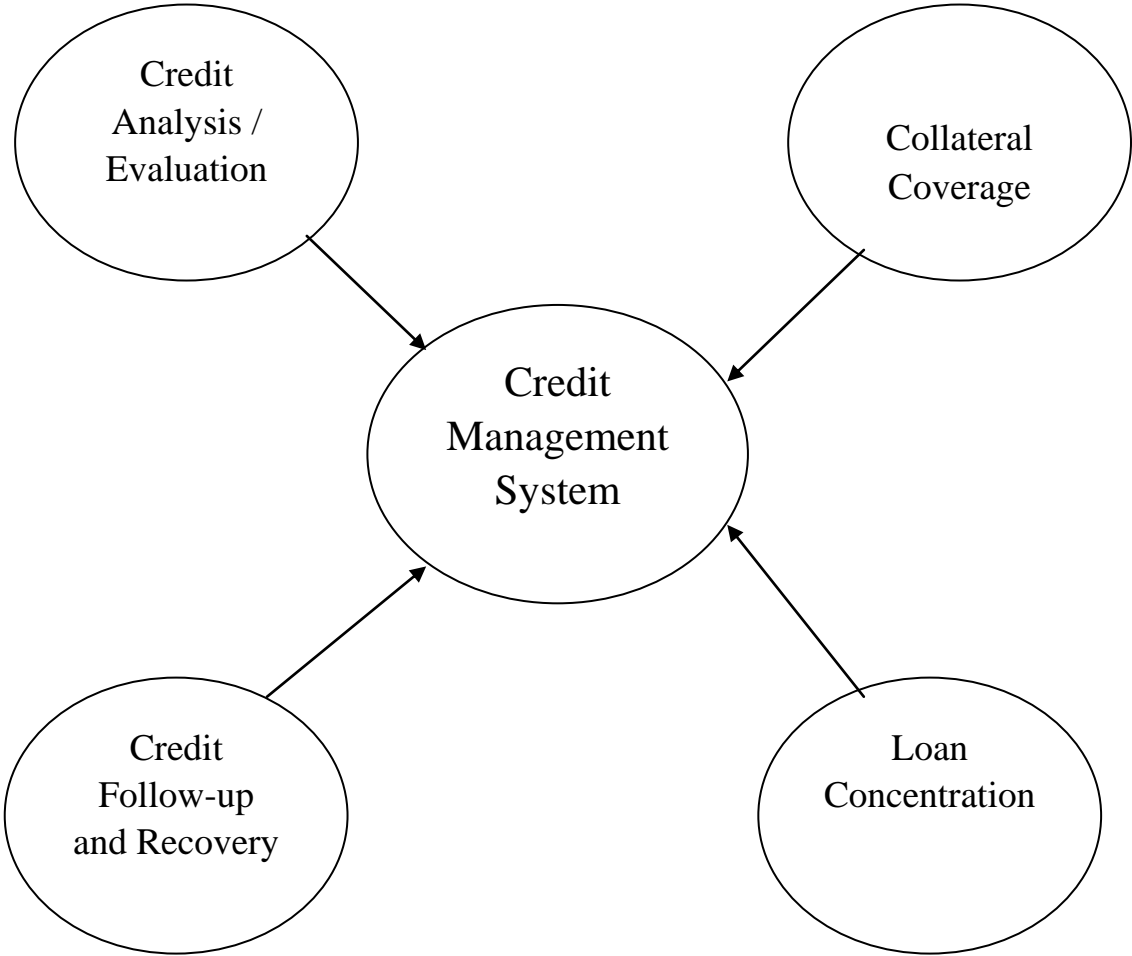 Credit
Analysis /
Evaluation
Collateral
Coverage
Credit
Management
System
Credit
Follow-up
and Recovery
Loan
Concentration